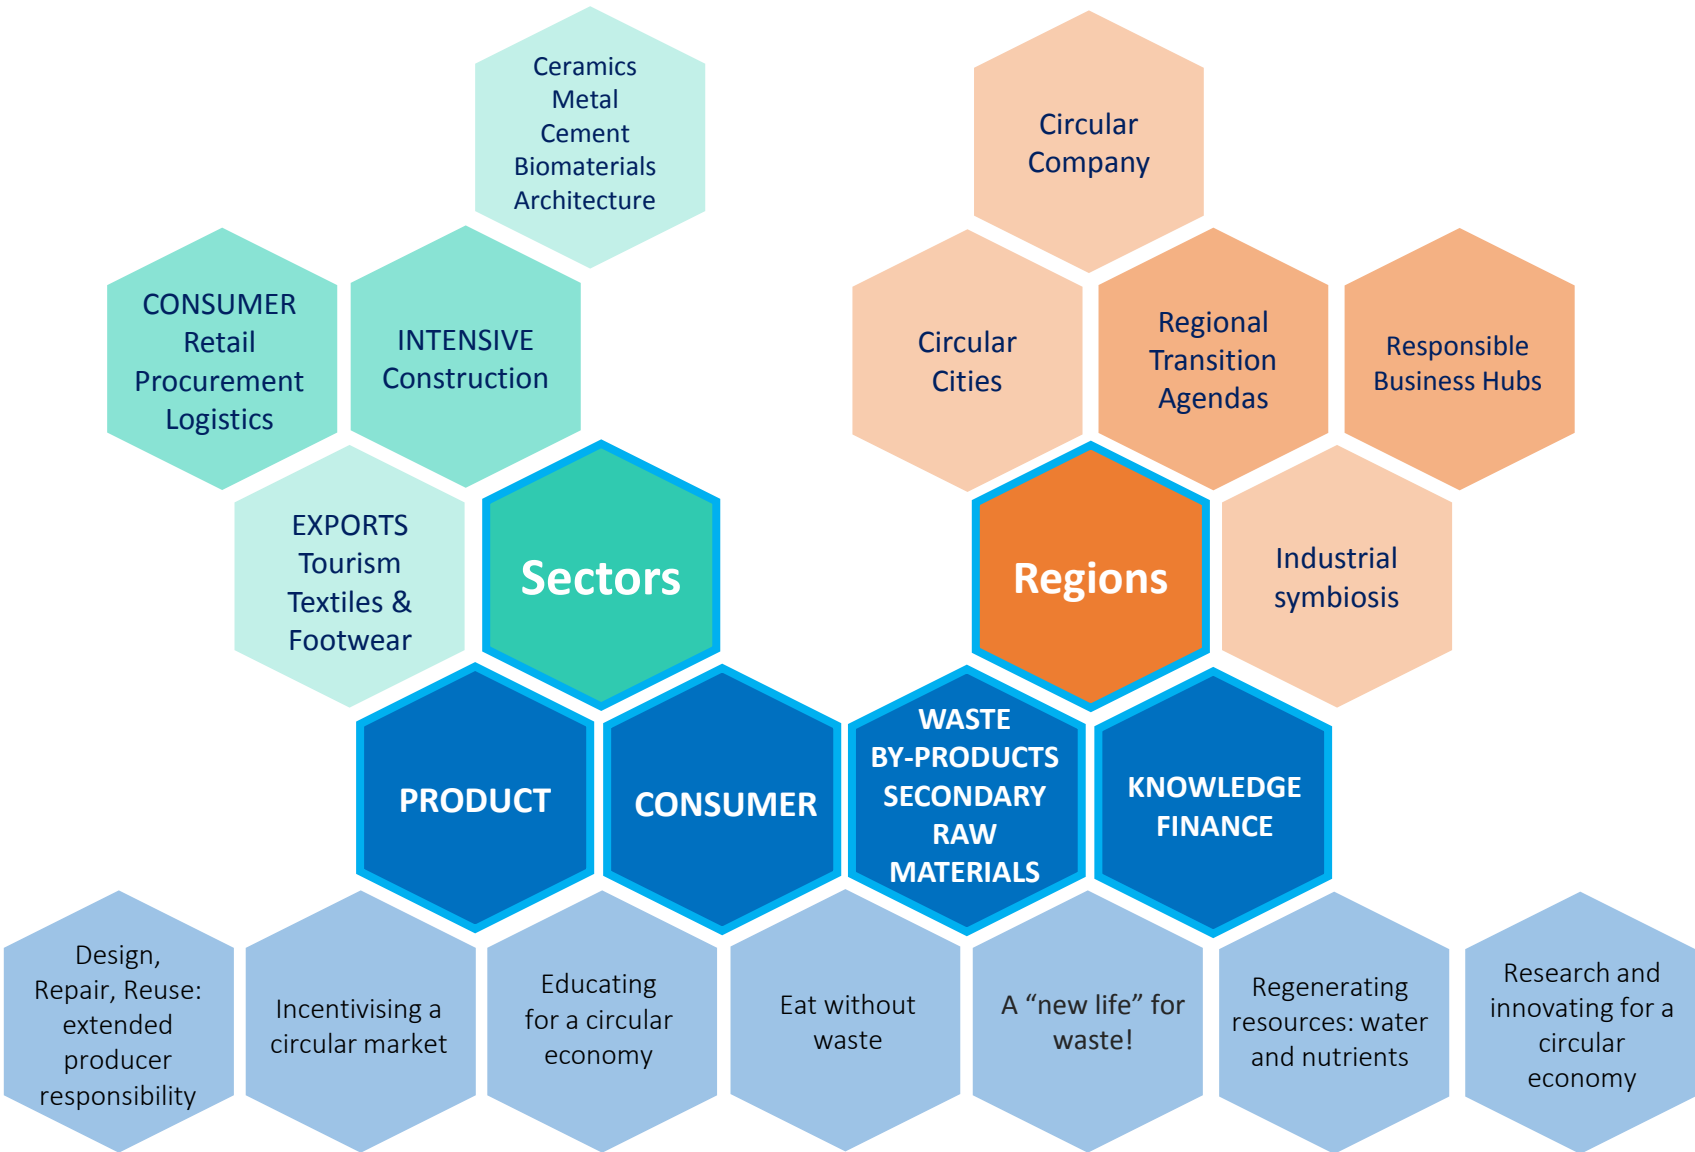 Ceramics
Metal
Cement
Biomaterials
Architecture
Circular
Company
CONSUMER
Retail
Procurement
Logistics
INTENSIVE
Construction
Circular
Cities
Regional
Transition
Agendas
Responsible
Business Hubs
EXPORTS
Tourism
Textiles &
Footwear
Sectors
Regions
Industrial
symbiosis
PRODUCT
CONSUMER
WASTE
BY-PRODUCTS
SECONDARY
RAW
MATERIALS
KNOWLEDGE
FINANCE
Design,
Repair, Reuse:
extended
producer
responsibility
Incentivising a
circular market
Educating
for a circular
economy
Eat without
waste
A “new life” for
waste!
Regenerating
resources: water
and nutrients
Research and
innovating for a
circular
economy